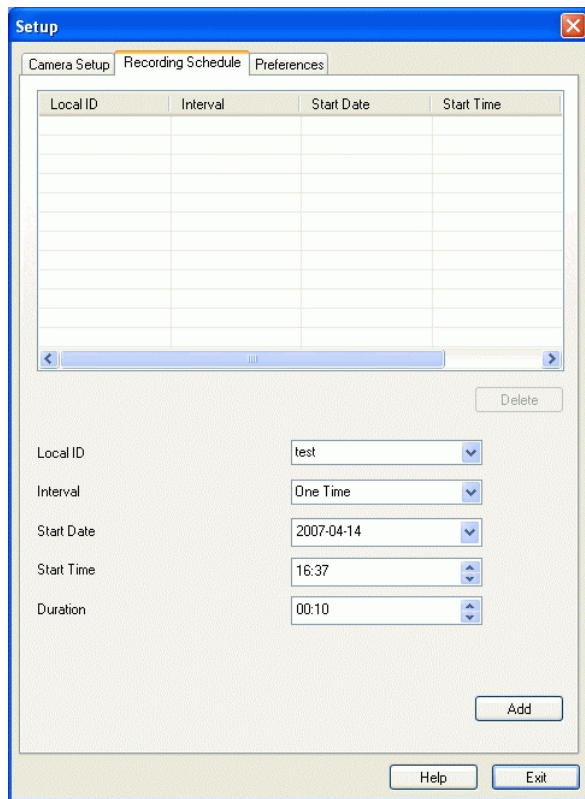 Setup
Camera Setup Recording Schedule Preferences
Local ID Interval Start Date Start Time
Delete
Local ID test
Interval One Time
Start Date 2007-04-14
Start Time 16:37
Duration 00:10
Add
Help Exit